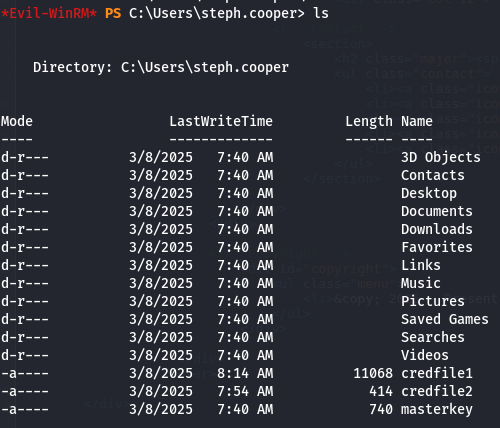 *Evil-WinRM* PS C:\Users\steph.cooper> ls
Directory: C:\Users\steph.cooper
Mode LastWriteTime Length Name
---- ------------- ------ ----
d-r--- 3/8/2025 7:40 AM 3D Objects
d-r--- 3/8/2025 7:40 AM Contacts
d-r--- 3/8/2025 7:40 AM Desktop
d-r--- 3/8/2025 7:40 AM Documents
d-r--- 3/8/2025 7:40 AM Downloads
d-r--- 3/8/2025 7:40 AM Favorites
d-r--- 3/8/2025 7:40 AM Links
d-r--- 3/8/2025 7:40 AM Music
d-r--- 3/8/2025 7:40 AM Pictures
d-r--- 3/8/2025 7:40 AM Saved Games
d-r--- 3/8/2025 7:40 AM Searches
d-r--- 3/8/2025 7:40 AM Videos
-a---- 3/8/2025 8:14 AM 11068 credfile1
-a---- 3/8/2025 7:54 AM 414 credfile2
-a---- 3/8/2025 7:40 AM 740 masterkey